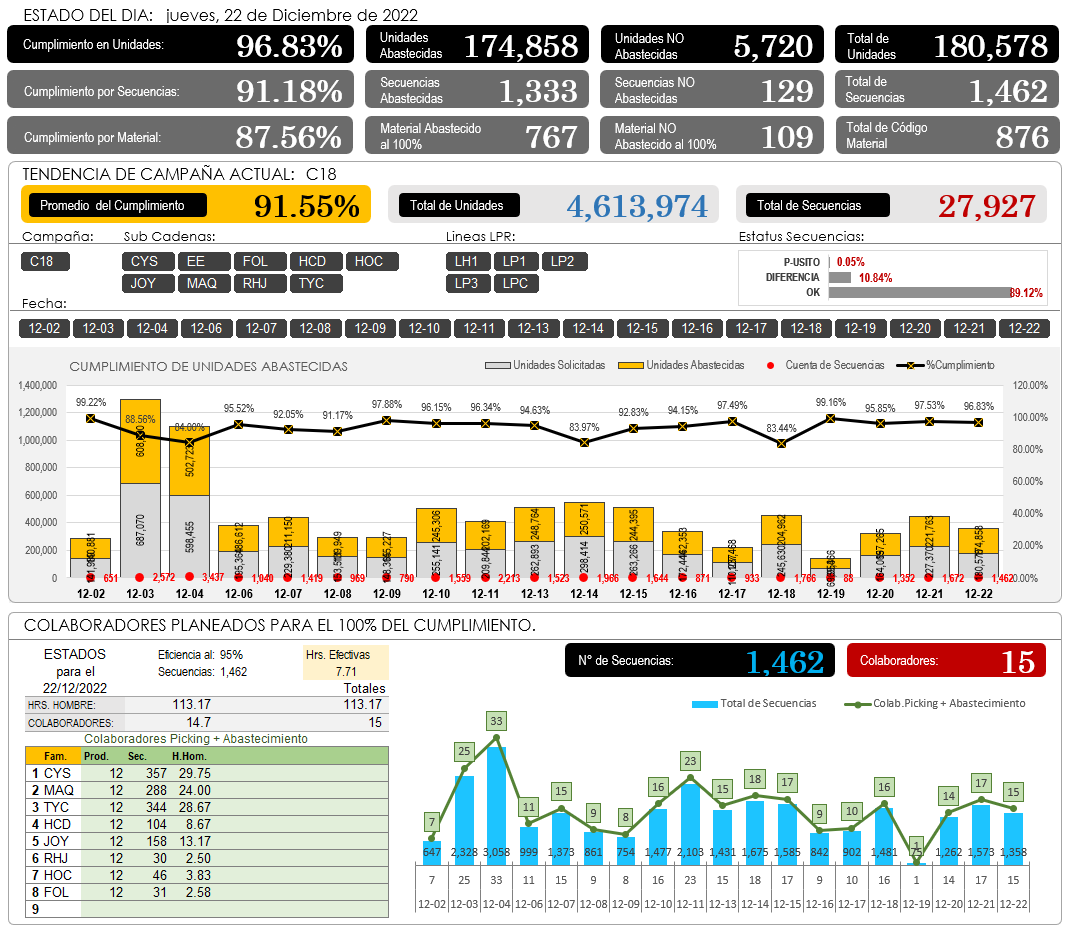 ESTADO DEL DIA: jueves, 22 de Diciembre de 2022
Cumplimiento en Unidades: 96.83%
Unidades Abastecidas 174,858
Unidades NO Abastecidas 5,720
Total de Unidades 180,578
Cumplimiento por Secuencias: 91.18%
Secuencias Abastecidas 1,333
Secuencias NO Abastecidas 129
Total de Secuencias 1,462
Cumplimiento por Material: 87.56%
Material Abastecido al 100% 767
Material NO Abastecido al 100% 109
Total de Código Material 876
TENDENCIA DE CAMPAÑA ACTUAL: C18
Promedio del Cumplimiento 91.55%
Total de Unidades 4,613,974
Total de Secuencias 27,927
Campaña: Sub Cadenas: Lineas LPR: Estatus Secuencias:
C18 CYS EE FOL HCD HOC LH1 LP1 LP2
JOY MAQ RHJ TYC LP3 LPC
P-USITO 0.05%
DIFERENCIA 10.84%
OK 89.12%
Fecha:
12-02 12-03 12-04 12-06 12-07 12-08 12-09 12-10 12-11 12-13 12-14 12-15 12-16 12-17 12-18 12-19 12-20 12-21 12-22
CUMPLIMIENTO DE UNIDADES ABASTECIDAS
Unidades Solicitadas Unidades Abastecidas Cuenta de Secuencias %Cumplimiento
1,400,000
1,200,000
1,000,000
800,000
600,000
400,000
200,000
0
120.00%
100.00%
80.00%
60.00%
40.00%
20.00%
0.00%
99.22% 88.56% 84.00% 95.52% 92.05% 91.17% 97.88% 96.15% 96.34% 94.63% 83.97% 92.83% 94.15% 97.49% 83.44% 99.16% 95.85% 97.53% 96.83%
502,723 186,612 211,150 245,306 202,169 248,764 250,571 244,395 162,353 204,962 221,763 174,858
687,070 598,455 229,380 255,141 209,844 262,893 298,414 263,266 245,630 227,370 180,578
651 2,572 3,437 1,040 1,419 969 790 1,559 2,213 1,523 1,966 1,644 871 933 1,766 88 1,352 1,672 1,462
12-02 12-03 12-04 12-06 12-07 12-08 12-09 12-10 12-11 12-13 12-14 12-15 12-16 12-17 12-18 12-19 12-20 12-21 12-22
COLABORADORES PLANEADOS PARA EL 100% DEL CUMPLIMIENTO.
ESTADOS
para el
22/12/2022
Eficiencia al: 95%
Secuencias: 1,462
Hrs. Efectivas
7.71
Totales
HRS. HOMBRE: 113.17 113.17
COLABORADORES: 14.7 15
Colaboradores Picking + Abastecimiento
Fam. Prod. Sec. H.Hom.
1 CYS 12 357 29.75
2 MAQ 12 288 24.00
3 TYC 12 344 28.67
4 HCD 12 104 8.67
5 JOY 12 158 13.17
6 RHJ 12 30 2.50
7 HOC 12 46 3.83
8 FOL 12 31 2.58
9
N° de Secuencias: 1,462
Colaboradores: 15
Total de Secuencias Colab.Picking + Abastecimiento
7 25 33 11 15 9 8 16 23 15 18 17 9 10 16 1 14 17 15
647 2,328 3,058 999 1,373 861 754 1,477 2,103 1,431 1,675 1,585 842 902 1,481 75 1,262 1,573 1,358
7 25 33 11 15 9 8 16 23 15 18 17 9 10 16 1 14 17 15
12-02 12-03 12-04 12-06 12-07 12-08 12-09 12-10 12-11 12-13 12-14 12-15 12-16 12-17 12-18 12-19 12-20 12-21 12-22